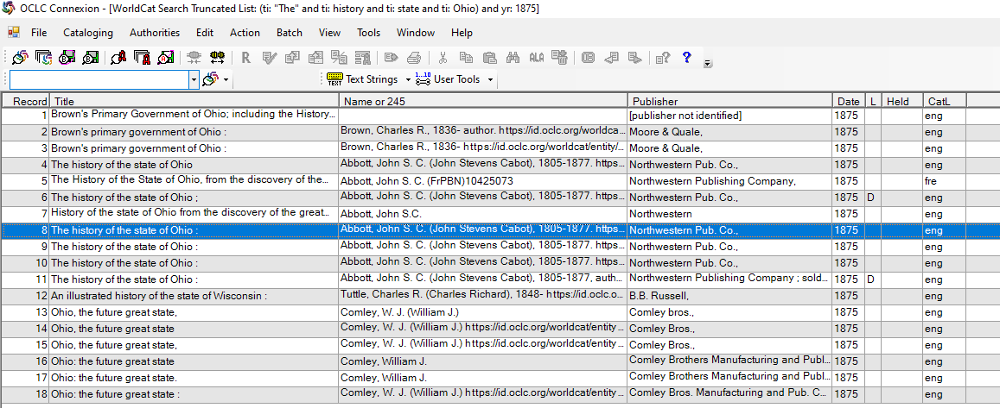 OCLC Connexion - [WorldCat Search Truncated List: (ti: "The" and ti: history and ti: state and ti: Ohio) and yr: 1875]
File Cataloging Authorities Edit Action Batch View Tools Window Help
R ALA ?
Text Strings User Tools
Record Title Name or 245 Publisher Date L Held CatL
1 Brown's Primary Government of Ohio; including the History... [publisher not identified] 1875 eng
2 Brown's primary government of Ohio : Brown, Charles R., 1836- author. https://id.oclc.org/worldca... Moore & Quale, 1875 eng
3 Brown's primary government of Ohio : Brown, Charles R., 1836- https://id.oclc.org/worldcat/entity/... Moore & Quale, 1875 eng
4 The history of the state of Ohio Abbott, John S. C. (John Stevens Cabot), 1805-1877. https... Northwestern Pub. Co., 1875 eng
5 The History of the State of Ohio, from the discovery of the... Abbott, John S. C. (FrPBN)10425073 Northwestern Publishing Company, 1875 fre
6 The history of the state of Ohio ; Abbott, John S. C. (John Stevens Cabot), 1805-1877. https... Northwestern Pub. Co., 1875 D eng
7 History of the state of Ohio from the discovery of the great... Abbott, John S.C. Northwestern 1875 eng
8 The history of the state of Ohio : Abbott, John S. C. (John Stevens Cabot), 1805-1877. https... Northwestern Pub. Co., 1875 eng
9 The history of the state of Ohio : Abbott, John S. C. (John Stevens Cabot), 1805-1877. https... Northwestern Pub. Co., 1875 eng
10 The history of the state of Ohio : Abbott, John S. C. (John Stevens Cabot), 1805-1877. https... Northwestern Pub. Co., 1875 eng
11 The history of the state of Ohio : Abbott, John S. C. (John Stevens Cabot), 1805-1877, auth... Northwestern Publishing Company ; sold... 1875 D eng
12 An illustrated history of the state of Wisconsin : Tuttle, Charles R. (Charles Richard), 1848- https://id.oclc.o... B.B. Russell, 1875 eng
13 Ohio, the future great state, Comley, W. J. (William J.) Comley bros., 1875 eng
14 Ohio, the future great state Comley, W. J. (William J.) https://id.oclc.org/worldcat/entity ... Comley Bros., 1875 eng
15 Ohio, the future great state, Comley, W. J. (William J.) https://id.oclc.org/worldcat/entity ... Comley Bros., 1875 eng
16 Ohio: the future great state Comley, William J. Comley Brothers Manufacturing and Publ... 1875 eng
17 Ohio: the future great state. Comley, William J. Comley Brothers Manufacturing and Publ... 1875 eng
18 Ohio: the future great state : Comley, W. J. (William J.) https://id.oclc.org/worldcat/entity ... Comley Bros. Manufacturing and Pub. C... 1875 eng